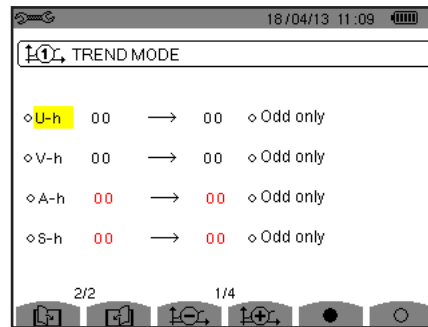 18/04/13 11:09
1 TREND MODE
U-h 00 → 00 Odd only
V-h 00 → 00 Odd only
A-h 00 → 00 Odd only
S-h 00 → 00 Odd only
2/2 1/4